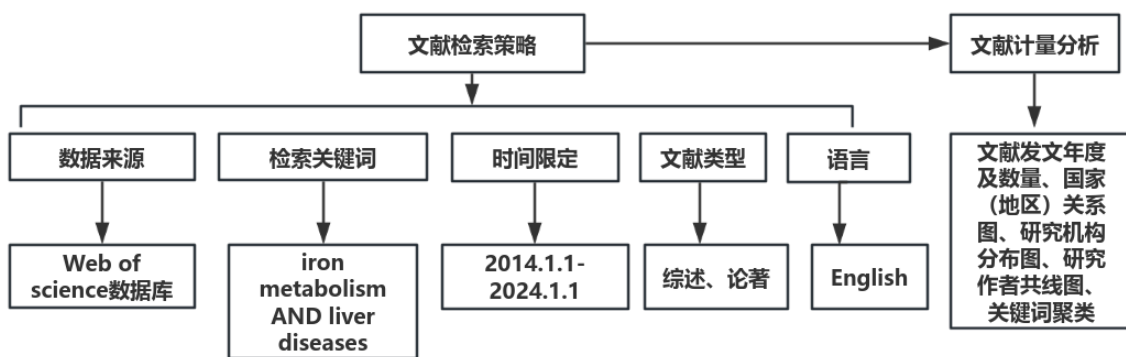 文献检索策略
文献计量分析
数据来源
检索关键词
时间限定
文献类型
语言
Web of
science数据库
iron
metabolism
AND liver
diseases
2014.1.1-
2024.1.1
综述、论著
English
文献发文年度
及数量、国家
（地区）关系
图、研究机构
分布图、研究
作者共线图、
关键词聚类